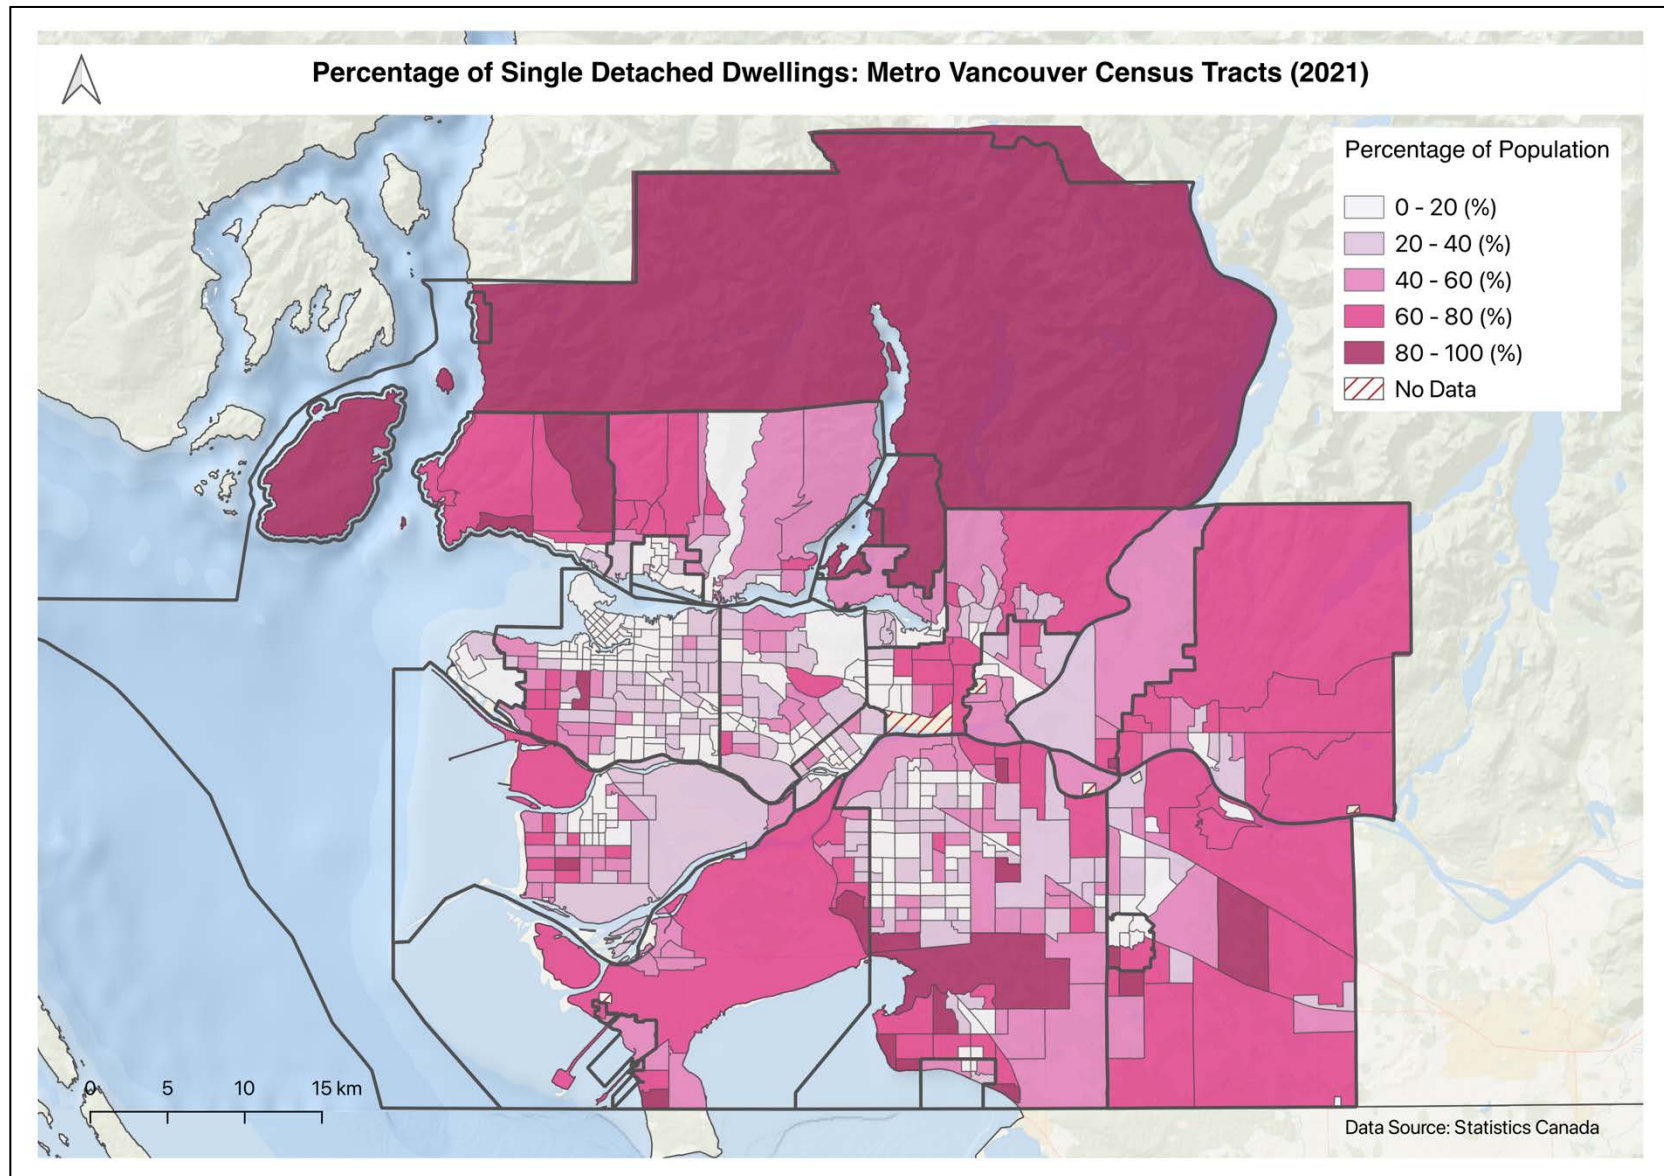 Percentage of Single Detached Dwellings: Metro Vancouver Census Tracts (2021)
Percentage of Population
0 - 20 (%)
20 - 40 (%)
40 - 60 (%)
60 - 80 (%)
80 - 100 (%)
No Data
0 5 10 15 km
Data Source: Statistics Canada